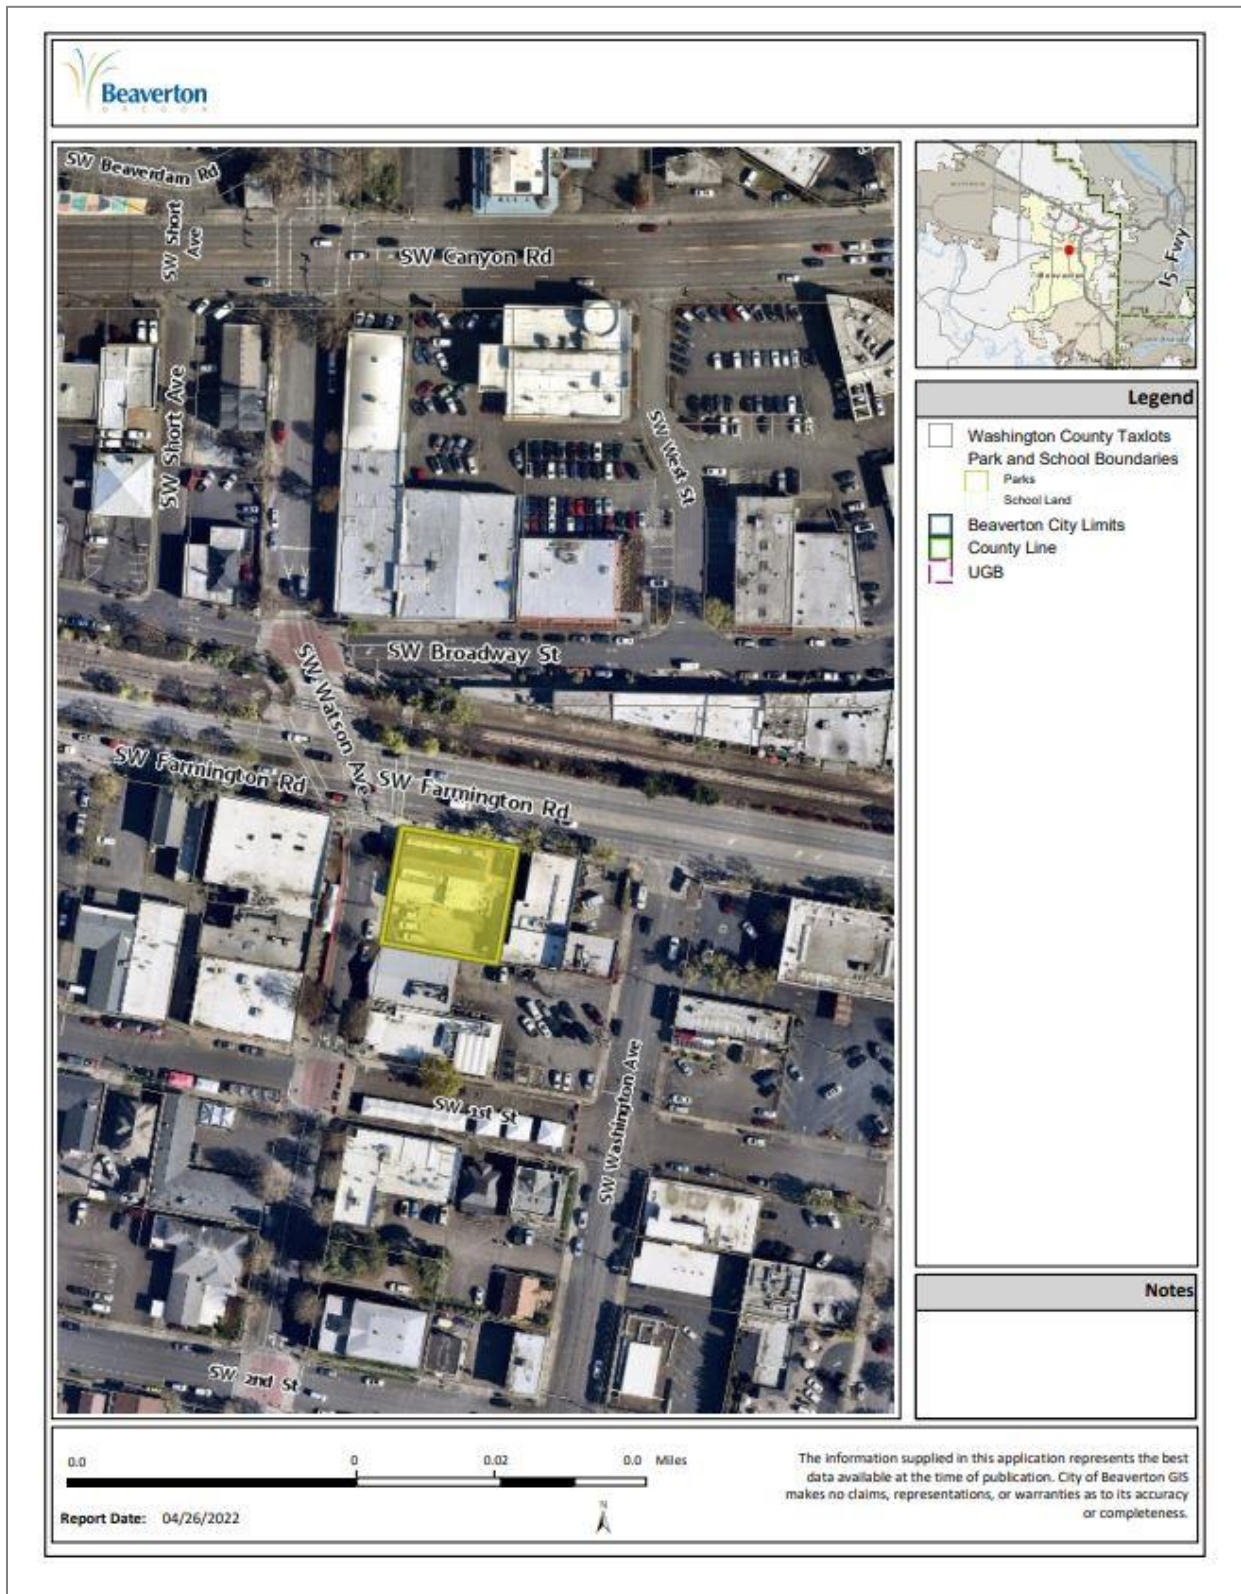 Beaverton
OREGON
SW Beaverdam Rd
SW Short
Ave
SW Canyon Rd
SW Short Ave
SW West St
SW Broadway St
SW Watson Ave
SW Farmington Rd
SW Farmington Rd
SW 1st St
SW Washington Ave
SW 2nd St
Beaverton
I5 Fwy
Legend
Washington County Taxlots
Park and School Boundaries
Parks
School Land
Beaverton City Limits
County Line
UGB
Notes
0.0 0 0.02 0.0 Miles
The information supplied in this application represents the best
data available at the time of publication. City of Beaverton GIS
makes no claims, representations, or warranties as to its accuracy
or completeness.
Report Date: 04/26/2022
N